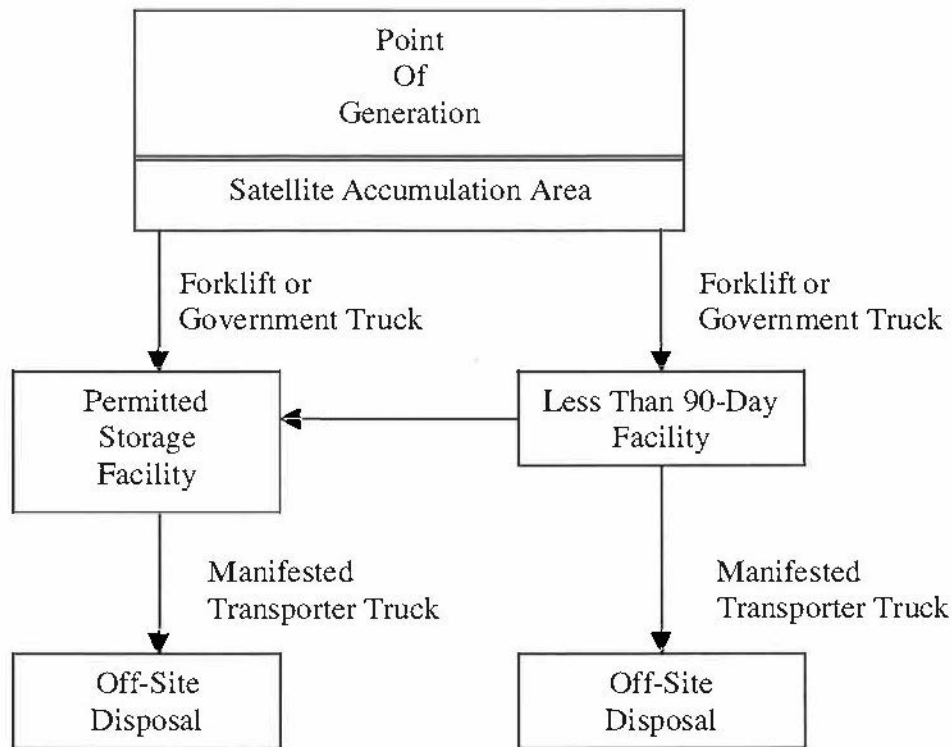 Point
Of
Generation
Satellite Accumulation Area
Forklift or
Government Truck
Forklift or
Government Truck
Permitted
Storage
Facility
Less Than 90-Day
Facility
Manifested
Transporter Truck
Manifested
Transporter Truck
Off-Site
Disposal
Off-Site
Disposal